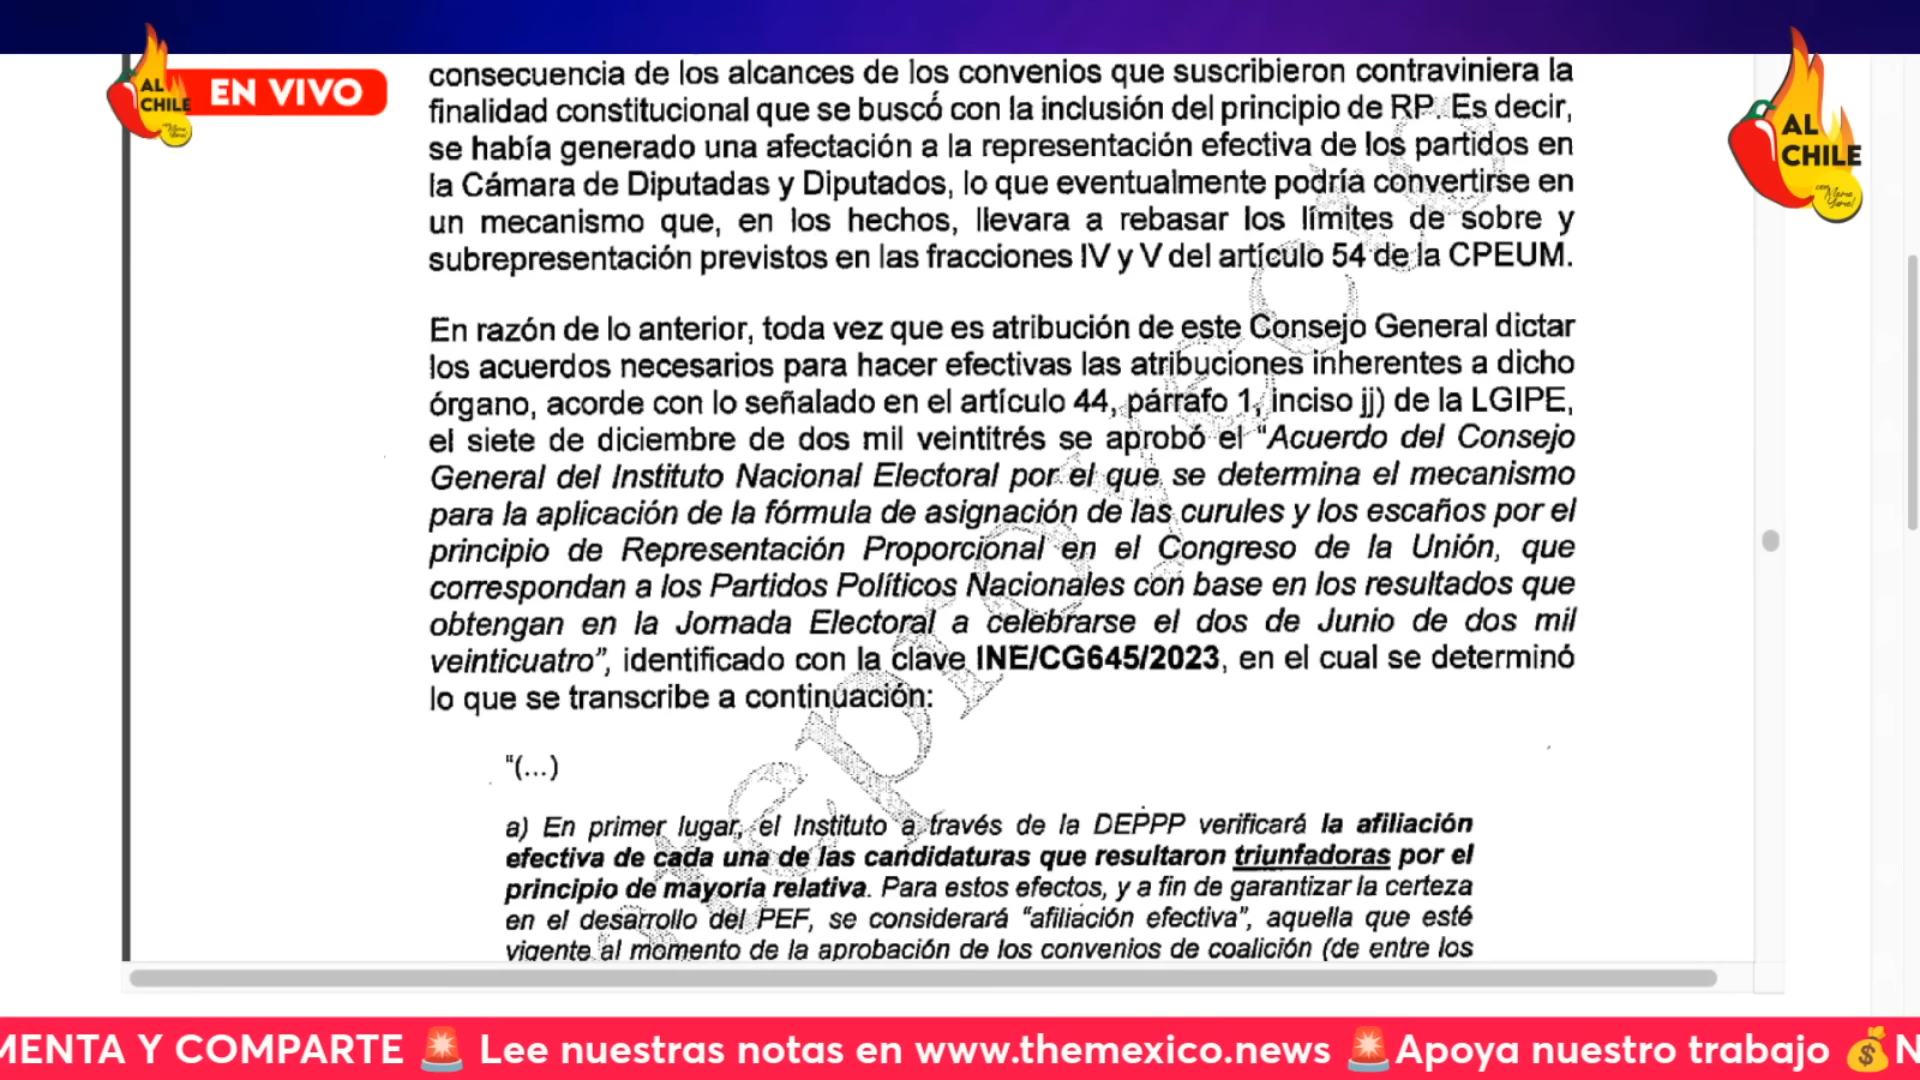 AL CHILE
EN VIVO
AL CHILE
consecuencia de los alcances de los convenios que suscribieron contraviniera la
finalidad constitucional que se buscó con la inclusión del principio de RP. Es decir,
se había generado una afectación a la representación efectiva de los partidos en
la Cámara de Diputadas y Diputados, lo que eventualmente podría convertirse en
un mecanismo que, en los hechos, llevara a rebasar los límites de sobre y
subrepresentación previstos en las fracciones IV y V del artículo 54 de la CPEUM.
En razón de lo anterior, toda vez que es atribución de este Consejo General dictar
los acuerdos necesarios para hacer efectivas las atribuciones inherentes a dicho
órgano, acorde con lo señalado en el artículo 44, párrafo 1, inciso jj) de la LGIPE,
el siete de diciembre de dos mil veintitrés se aprobó el “Acuerdo del Consejo
General del Instituto Nacional Electoral por el que se determina el mecanismo
para la aplicación de la fórmula de asignación de las curules y los escaños por el
principio de Representación Proporcional en el Congreso de la Unión, que
correspondan a los Partidos Políticos Nacionales con base en los resultados que
obtengan en la Jornada Electoral a celebrarse el dos de Junio de dos mil
veinticuatro”, identificado con la clave INE/CG645/2023, en el cual se determinó
lo que se transcribe a continuación:
“(...)
a) En primer lugar, el Instituto a través de la DEPPP verificará la afiliación
efectiva de cada una de las candidaturas que resultaron triunfadoras por el
principio de mayoría relativa. Para estos efectos, y a fin de garantizar la certeza
en el desarrollo del PEF, se considerará “afiliación efectiva”, aquella que esté
vigente al momento de la aprobación de los convenios de coalición (de entre los
MENTA Y COMPARTE 🚨 Lee nuestras notas en www.themexico.news 🚨Apoya nuestro trabajo 💰N